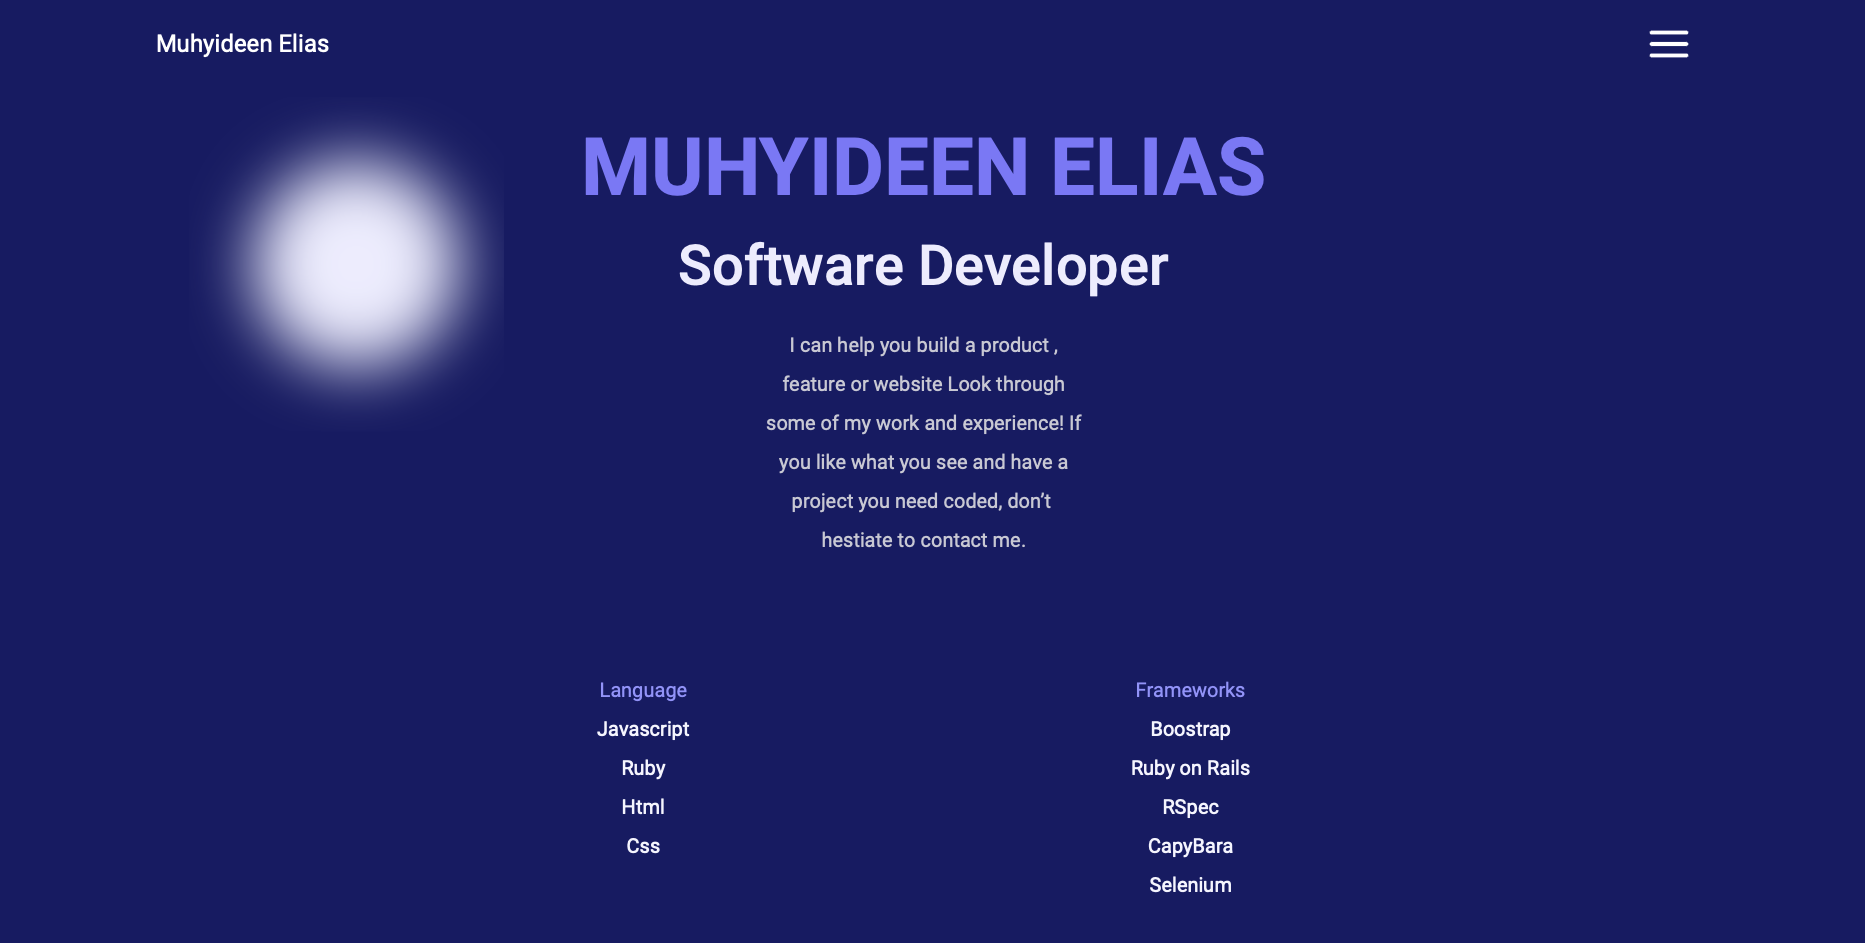 Muhyideen Elias
MUHYIDEEN ELIAS
Software Developer
I can help you build a product ,
feature or website Look through
some of my work and experience! If
you like what you see and have a
project you need coded, don’t
hestiate to contact me.
Language
Javascript
Ruby
Html
Css
Frameworks
Boostrap
Ruby on Rails
RSpec
CapyBara
Selenium